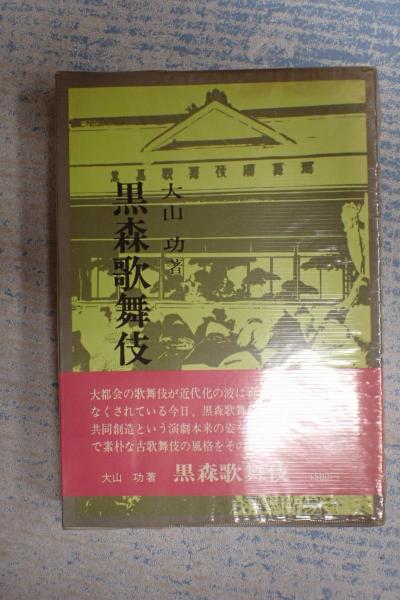 黒森歌舞伎
大山 功著
大都会の歌舞伎が近代化の波に
なくされている今日、黒森歌舞
共同創造という演劇本来の姿を
で素朴な古歌舞伎の風格をその
大山 功著 黒森歌舞伎